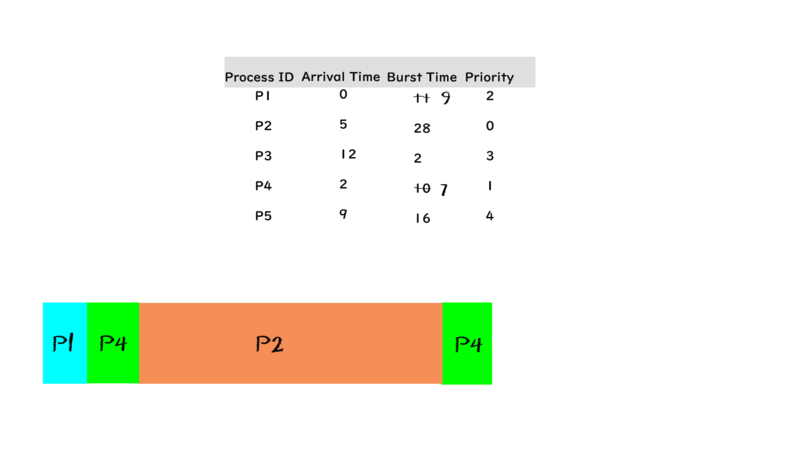 Process ID Arrival Time Burst Time Priority
P1 0 11 9 2
P2 5 28 0
P3 12 2 3
P4 2 10 7 1
P5 9 16 4
P1 P4 P2 P4